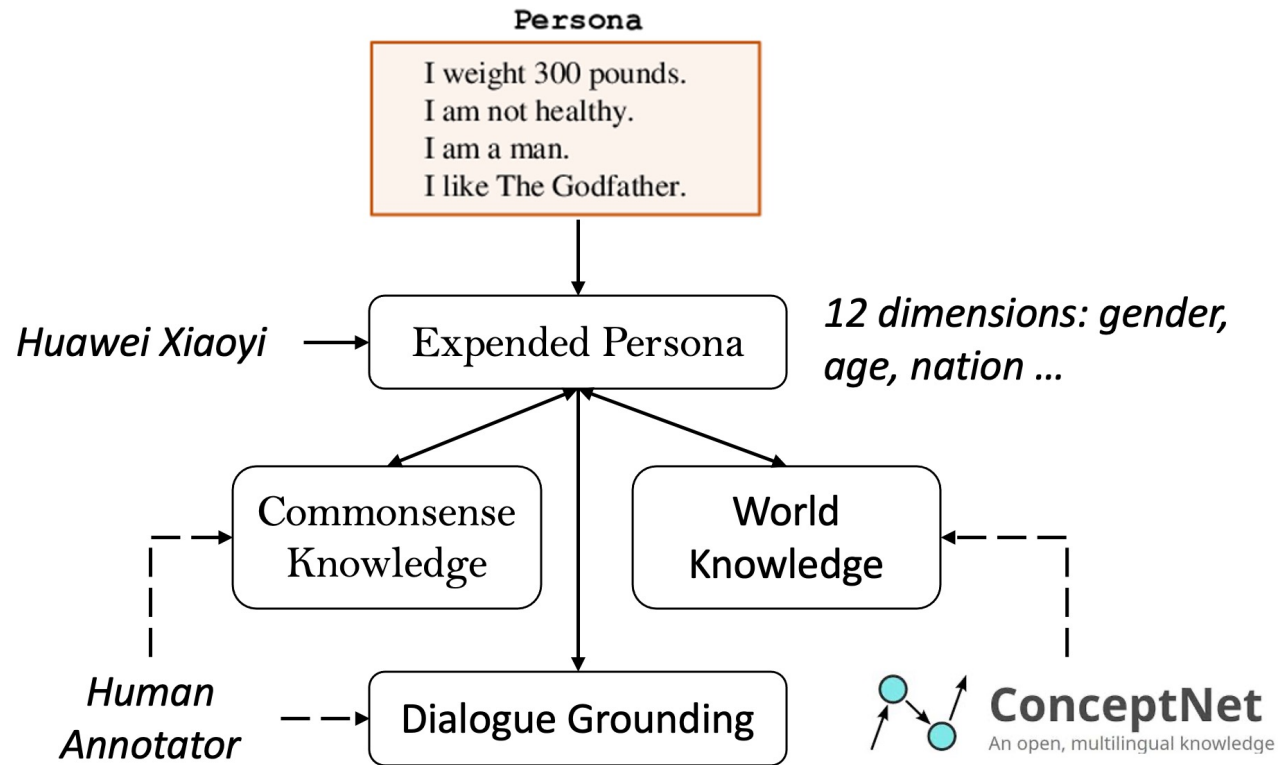 Persona
I weight 300 pounds.
I am not healthy.
I am a man.
I like The Godfather.
Huawei Xiaoyi
Expended Persona
12 dimensions: gender,
age, nation ...
Commonsense
Knowledge
World
Knowledge
Human
Annotator
Dialogue Grounding
ConceptNet
An open, multilingual knowledge